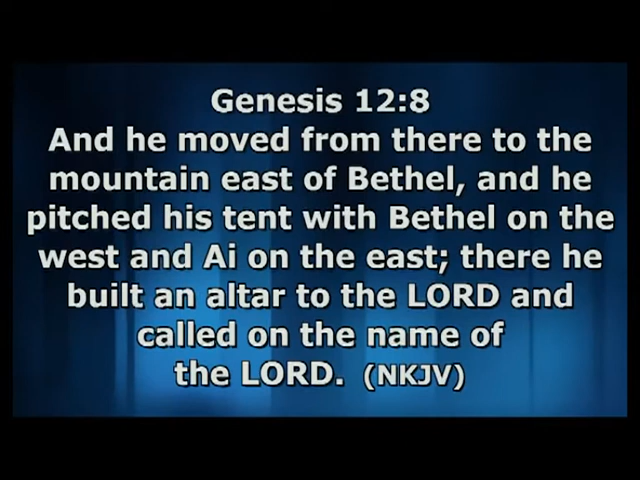 Genesis 12:8
And he moved from there to the
mountain east of Bethel, and he
pitched his tent with Bethel on the
west and Ai on the east; there he
built an altar to the LORD and
called on the name of
the LORD. (NKJV)